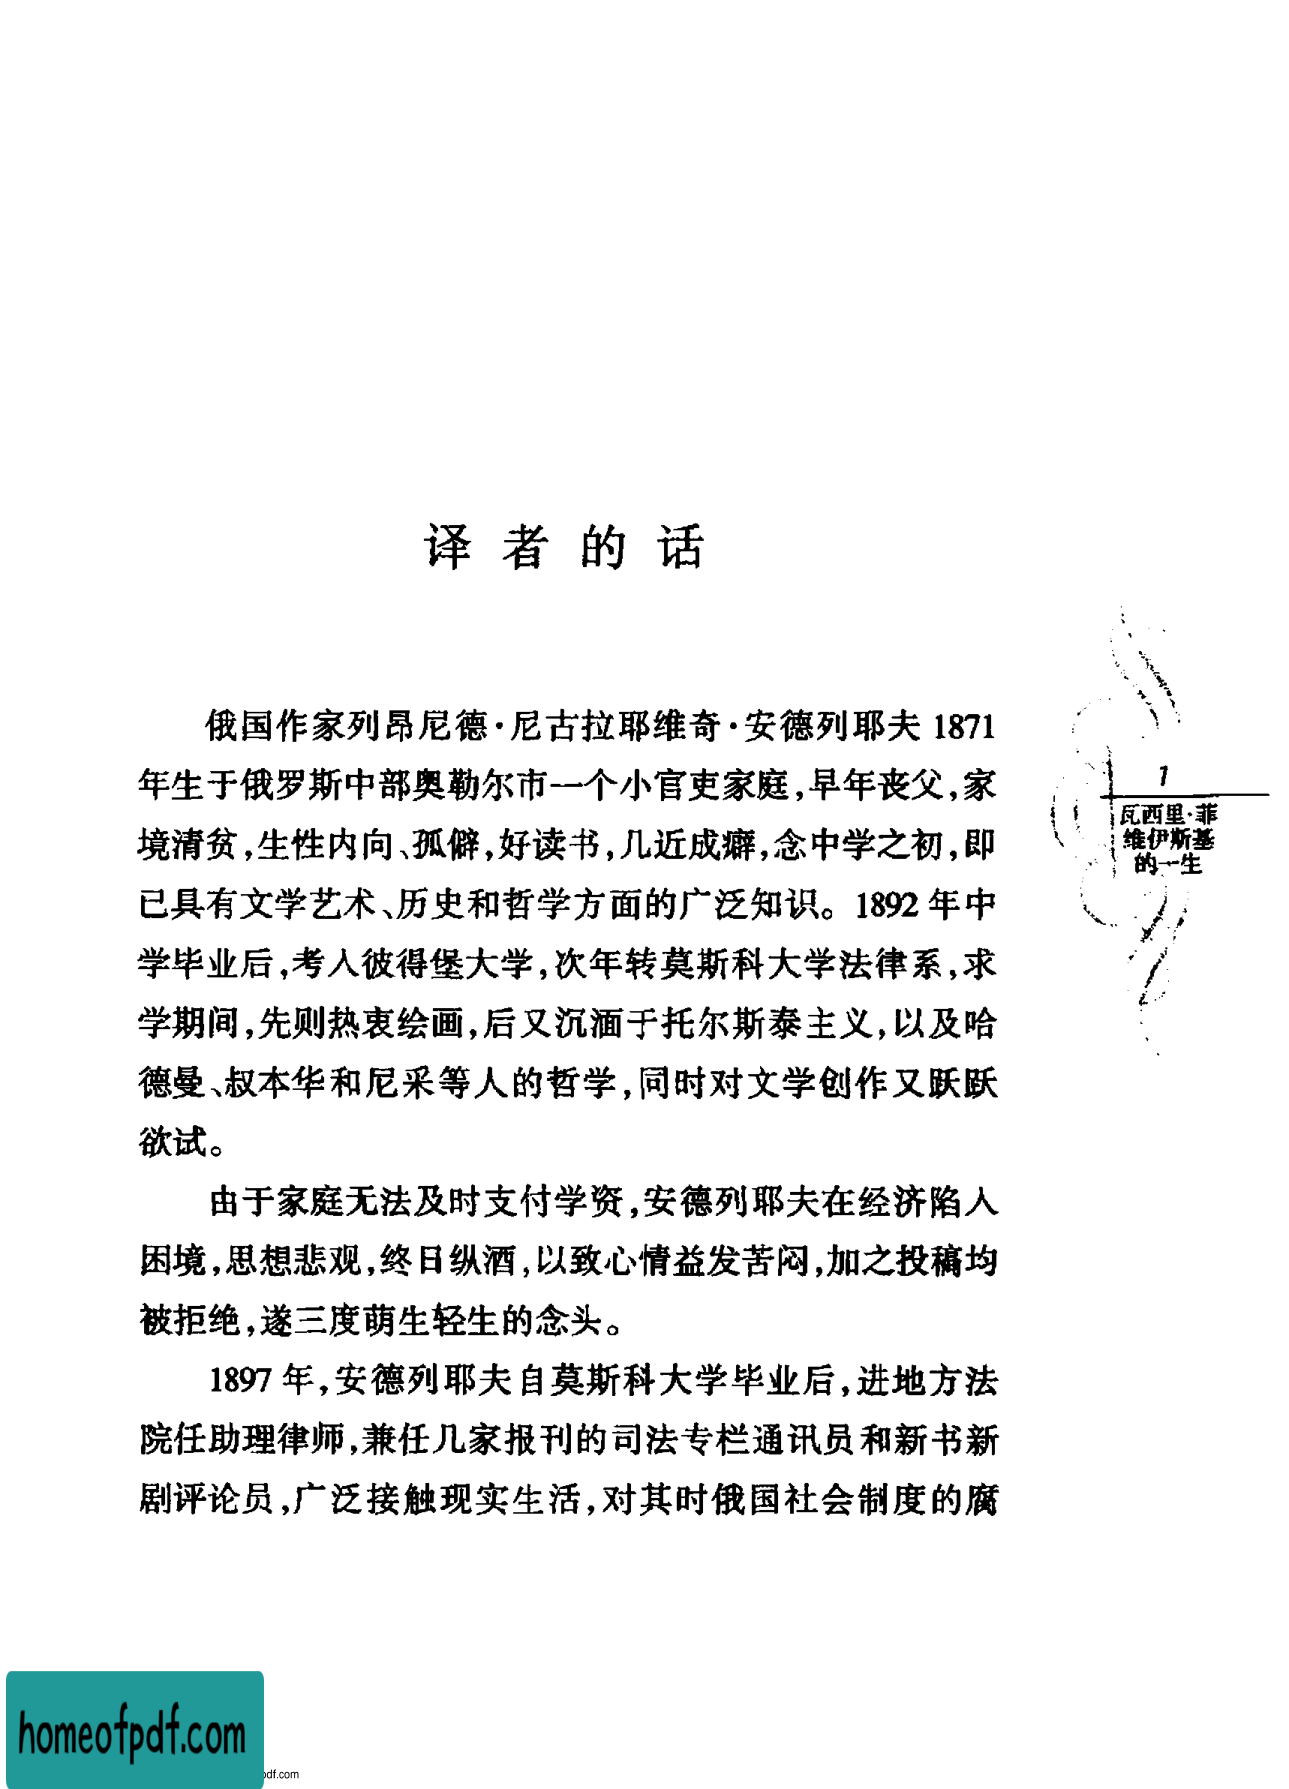 译者的话
俄国作家列昂尼德·尼古拉耶维奇·安德列耶夫 1871
年生于俄罗斯中部奥勒尔市一个小官吏家庭,早年丧父,家
境清贫,生性内向、孤僻,好读书,几近成癖,念中学之初,即
已具有文学艺术、历史和哲学方面的广泛知识。1892 年中
学毕业后,考入彼得堡大学,次年转莫斯科大学法律系,求
学期间,先则热衷绘画,后又沉湎于托尔斯泰主义,以及哈
德曼、叔本华和尼采等人的哲学,同时对文学创作又跃跃
欲试。
由于家庭无法及时支付学资,安德列耶夫在经济陷入
困境,思想悲观,终日纵酒,以致心情益发苦闷,加之投稿均
被拒绝,遂三度萌生轻生的念头。
1897 年,安德列耶夫自莫斯科大学毕业后,进地方法
院任助理律师,兼任几家报刊的司法专栏通讯员和新书新
剧评论员,广泛接触现实生活,对其时俄国社会制度的腐
1
瓦西里·菲
维伊斯基
的一生
homeofpdf.com
pdf.com